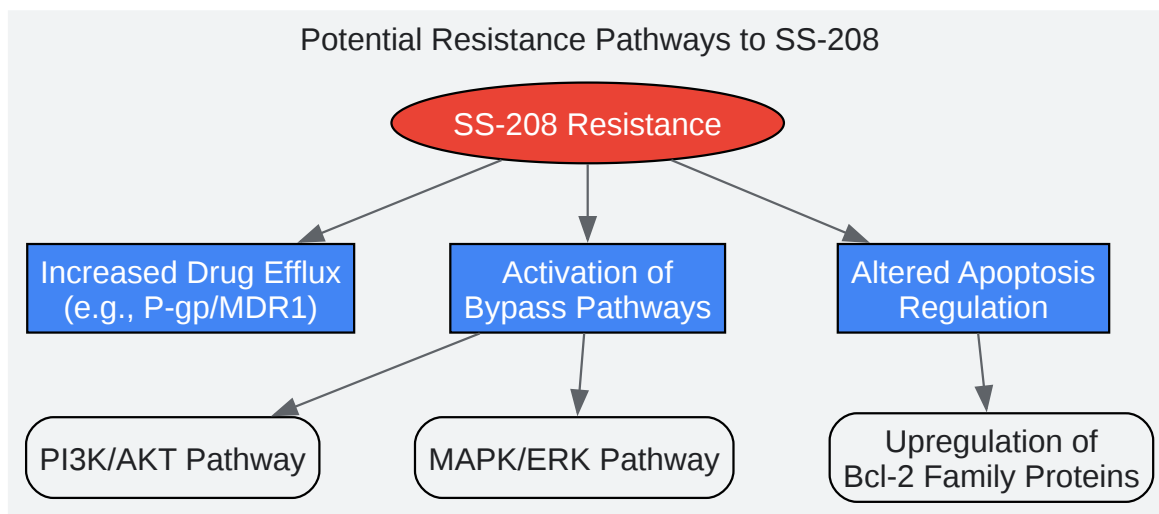 Potential Resistance Pathways to SS-208
SS-208 Resistance
Increased Drug Efflux
(e.g., P-gp/MDR1)
Activation of
Bypass Pathways
Altered Apoptosis
Regulation
PI3K/AKT Pathway
MAPK/ERK Pathway
Upregulation of
Bcl-2 Family Proteins